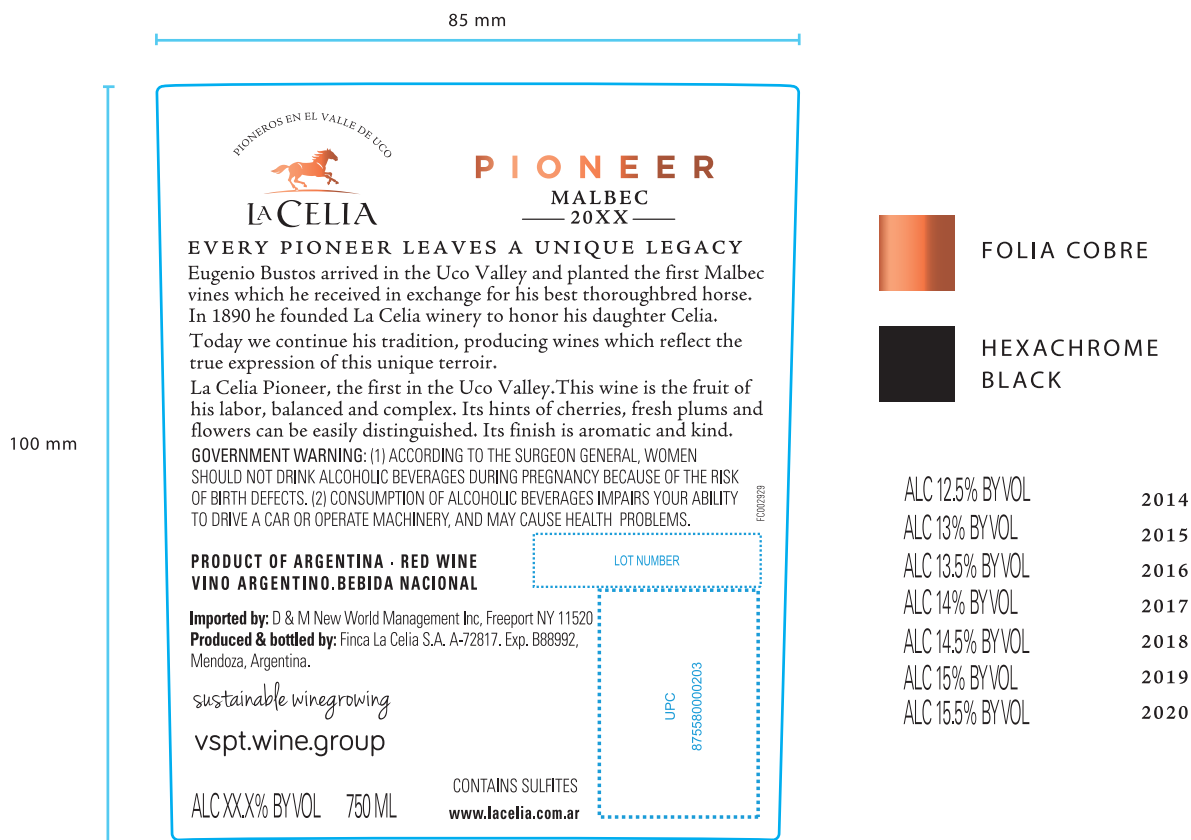 85 mm
100 mm
PIONEROS EN EL VALLE DE UCO
LA CELIA
PIONEER
MALBEC
20XX
EVERY PIONEER LEAVES A UNIQUE LEGACY
Eugenio Bustos arrived in the Uco Valley and planted the first Malbec
vines which he received in exchange for his best thoroughbred horse.
In 1890 he founded La Celia winery to honor his daughter Celia.
Today we continue his tradition, producing wines which reflect the
true expression of this unique terroir.
La Celia Pioneer, the first in the Uco Valley.This wine is the fruit of
his labor, balanced and complex. Its hints of cherries, fresh plums and
flowers can be easily distinguished. Its finish is aromatic and kind.
GOVERNMENT WARNING: (1) ACCORDING TO THE SURGEON GENERAL, WOMEN
SHOULD NOT DRINK ALCOHOLIC BEVERAGES DURING PREGNANCY BECAUSE OF THE RISK
OF BIRTH DEFECTS. (2) CONSUMPTION OF ALCOHOLIC BEVERAGES IMPAIRS YOUR ABILITY
TO DRIVE A CAR OR OPERATE MACHINERY, AND MAY CAUSE HEALTH PROBLEMS.
FC002929
PRODUCT OF ARGENTINA · RED WINE
VINO ARGENTINO.BEBIDA NACIONAL
LOT NUMBER
Imported by: D & M New World Management Inc, Freeport NY 11520
Produced & bottled by: Finca La Celia S.A. A-72817. Exp. B88992,
Mendoza, Argentina.
sustainable winegrowing
vspt.wine.group
UPC
875580000203
ALC XX.X% BY VOL 750 ML
CONTAINS SULFITES
www.lacelia.com.ar
FOLIA COBRE
HEXACHROME
BLACK
ALC 12.5% BY VOL 2014
ALC 13% BY VOL 2015
ALC 13.5% BY VOL 2016
ALC 14% BY VOL 2017
ALC 14.5% BY VOL 2018
ALC 15% BY VOL 2019
ALC 15.5% BY VOL 2020